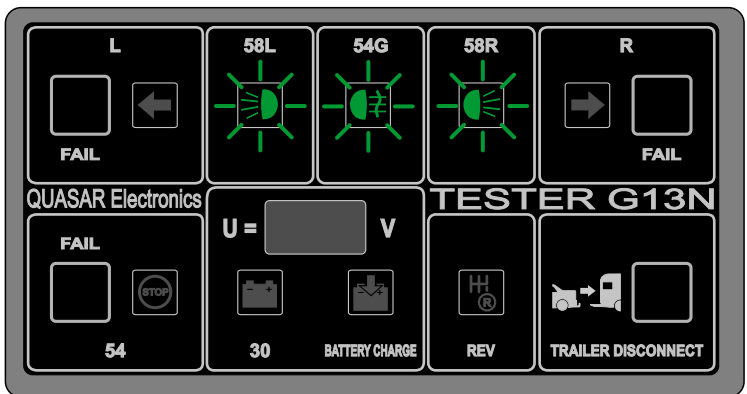 L
58L
54G
58R
R
FAIL
FAIL
QUASAR Electronics
TESTER G13N
FAIL
U =
V
STOP
- +
- +
R
54
30
BATTERY CHARGE
REV
TRAILER DISCONNECT